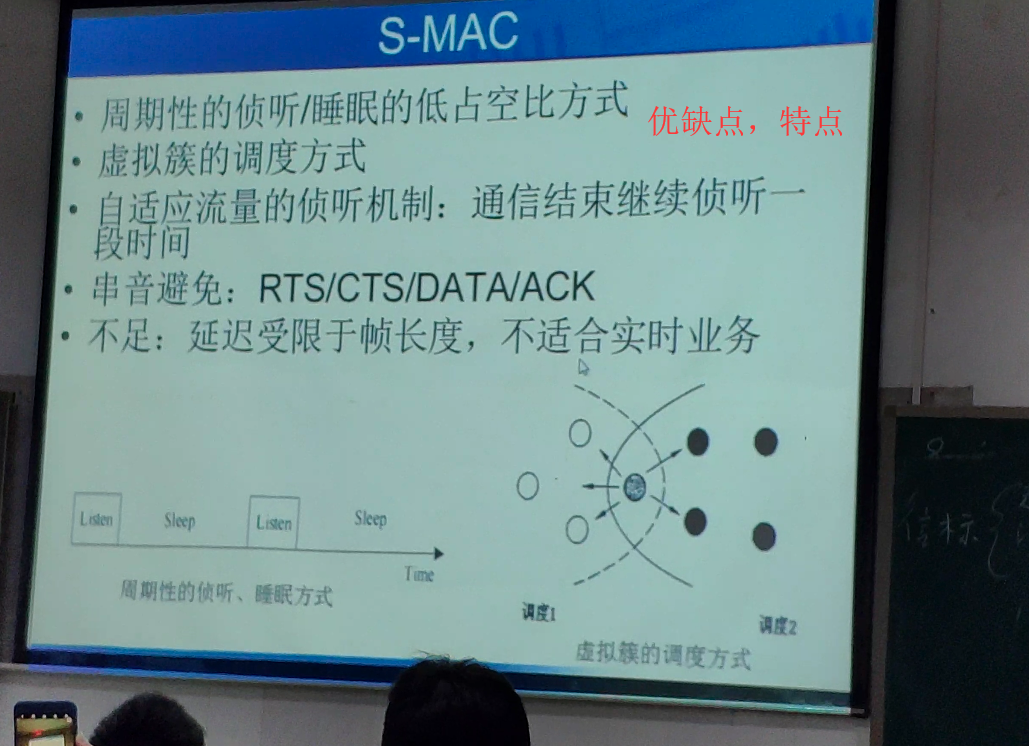 S-MAC
• 周期性的侦听/睡眠的低占空比方式
优缺点，特点
• 虚拟簇的调度方式
• 自适应流量的侦听机制：通信结束继续侦听一
段时间
• 串音避免：RTS/CTS/DATA/ACK
• 不足：延迟受限于帧长度，不适合实时业务
Listen Sleep Listen Sleep
Time
周期性的侦听、睡眠方式
调度1
调度2
虚拟簇的调度方式
信标